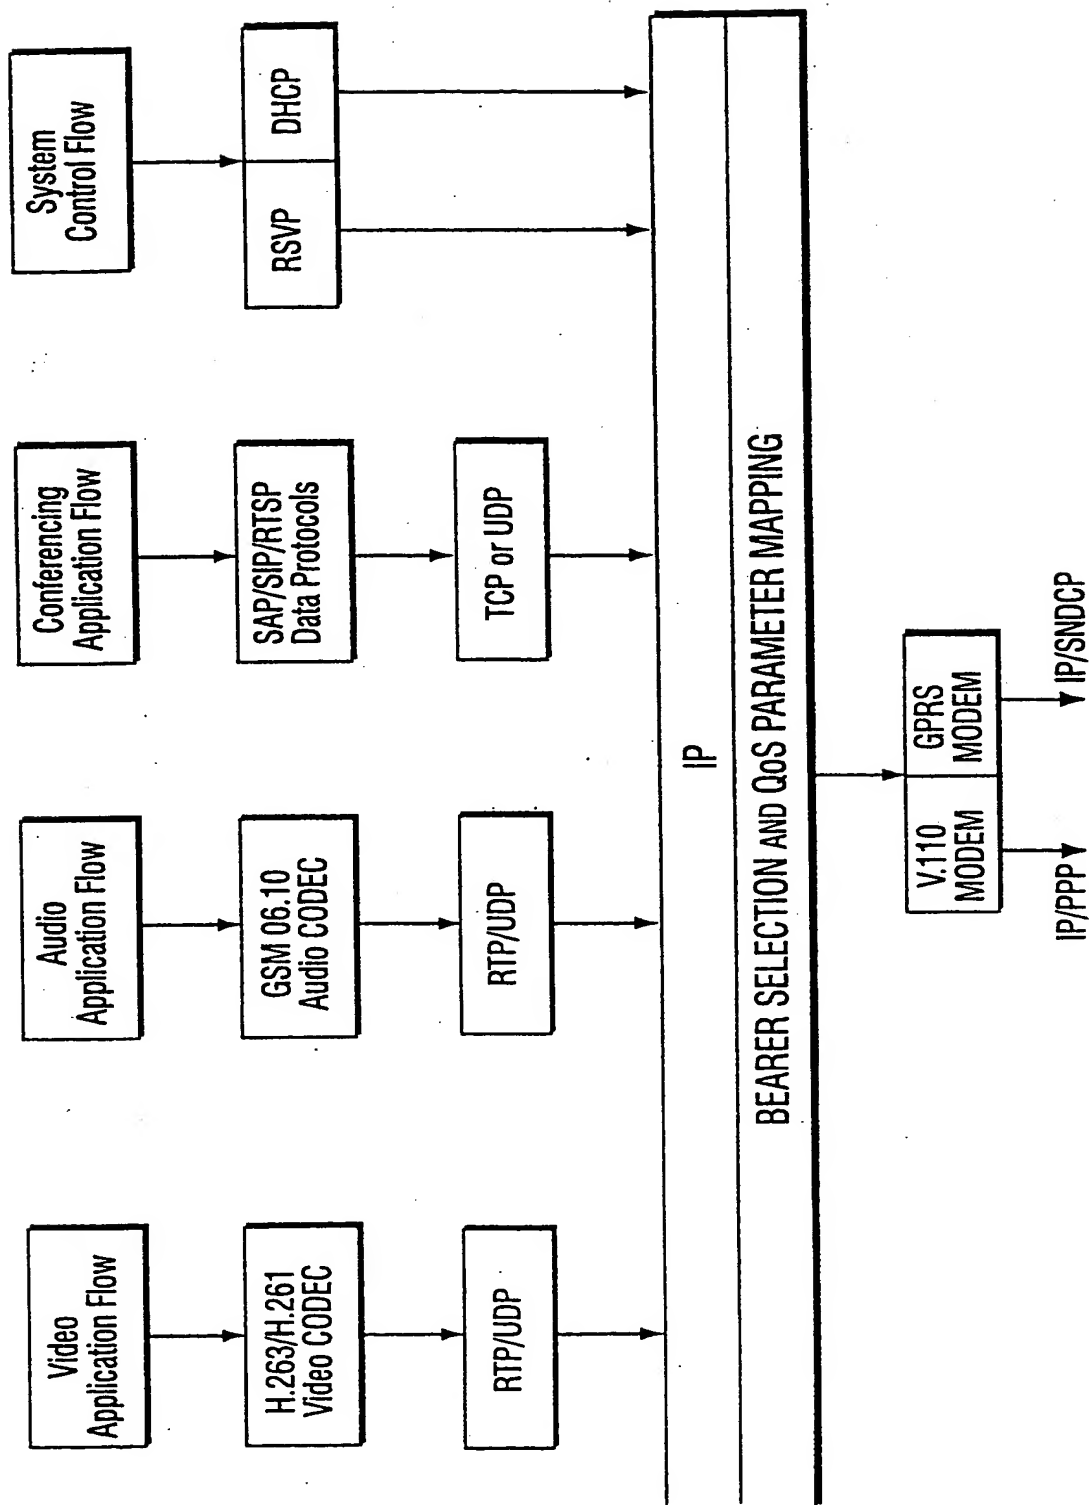 Video
Application Flow
H.263/H.261
Video CODEC
RTP/UDP
Audio
Application Flow
GSM 06.10
Audio CODEC
RTP/UDP
Conferencing
Application Flow
SAP/SIP/RTSP
Data Protocols
TCP or UDP
System
Control Flow
RSVP
DHCP
IP
BEARER SELECTION AND QoS PARAMETER MAPPING
V.110
MODEM
GPRS
MODEM
IP/PPP
IP/SNDCP